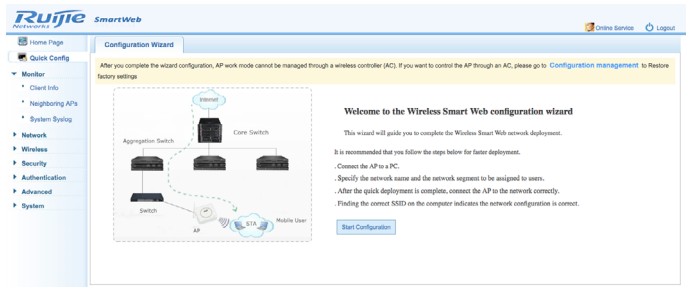 Ruijie SmartWeb
Networks
Online Service Logout
Home Page
Quick Config
Monitor
Client Info
Neighboring APs
System Syslog
Network
Wireless
Security
Authentication
Advanced
System
Configuration Wizard
After you complete the wizard configuration, AP work mode cannot be managed through a wireless controller (AC). If you want to control the AP through an AC, please go to Configuration management to Restore
factory settings
Internet
Core Switch
Aggregation Switch
Switch
AP
STA
Mobile User
Welcome to the Wireless Smart Web configuration wizard
This wizard will guide you to complete the Wireless Smart Web network deployment.
It is recommended that you follow the steps below for faster deployment.
. Connect the AP to a PC.
. Specify the network name and the network segment to be assigned to users.
. After the quick deployment is complete, connect the AP to the network correctly.
. Finding the correct SSID on the computer indicates the network configuration is correct.
Start Configuration